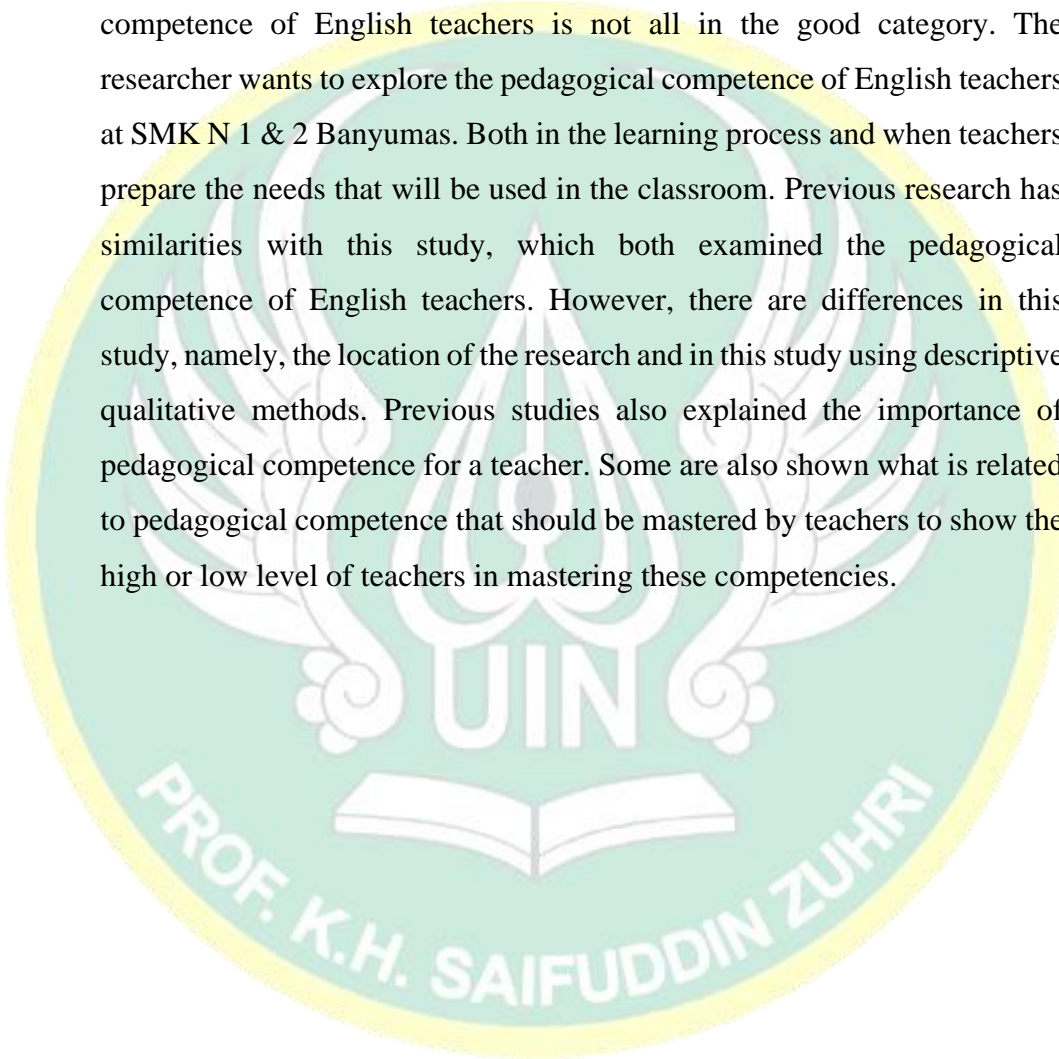 competence of English teachers is not all in the good category. The
researcher wants to explore the pedagogical competence of English teachers
at SMK N 1 & 2 Banyumas. Both in the learning process and when teachers
prepare the needs that will be used in the classroom. Previous research has
similarities with this study, which both examined the pedagogical
competence of English teachers. However, there are differences in this
study, namely, the location of the research and in this study using descriptive
qualitative methods. Previous studies also explained the importance of
pedagogical competence for a teacher. Some are also shown what is related
to pedagogical competence that should be mastered by teachers to show the
high or low level of teachers in mastering these competencies.
UIN
PROF. K.H. SAIFUDDIN ZUHRI